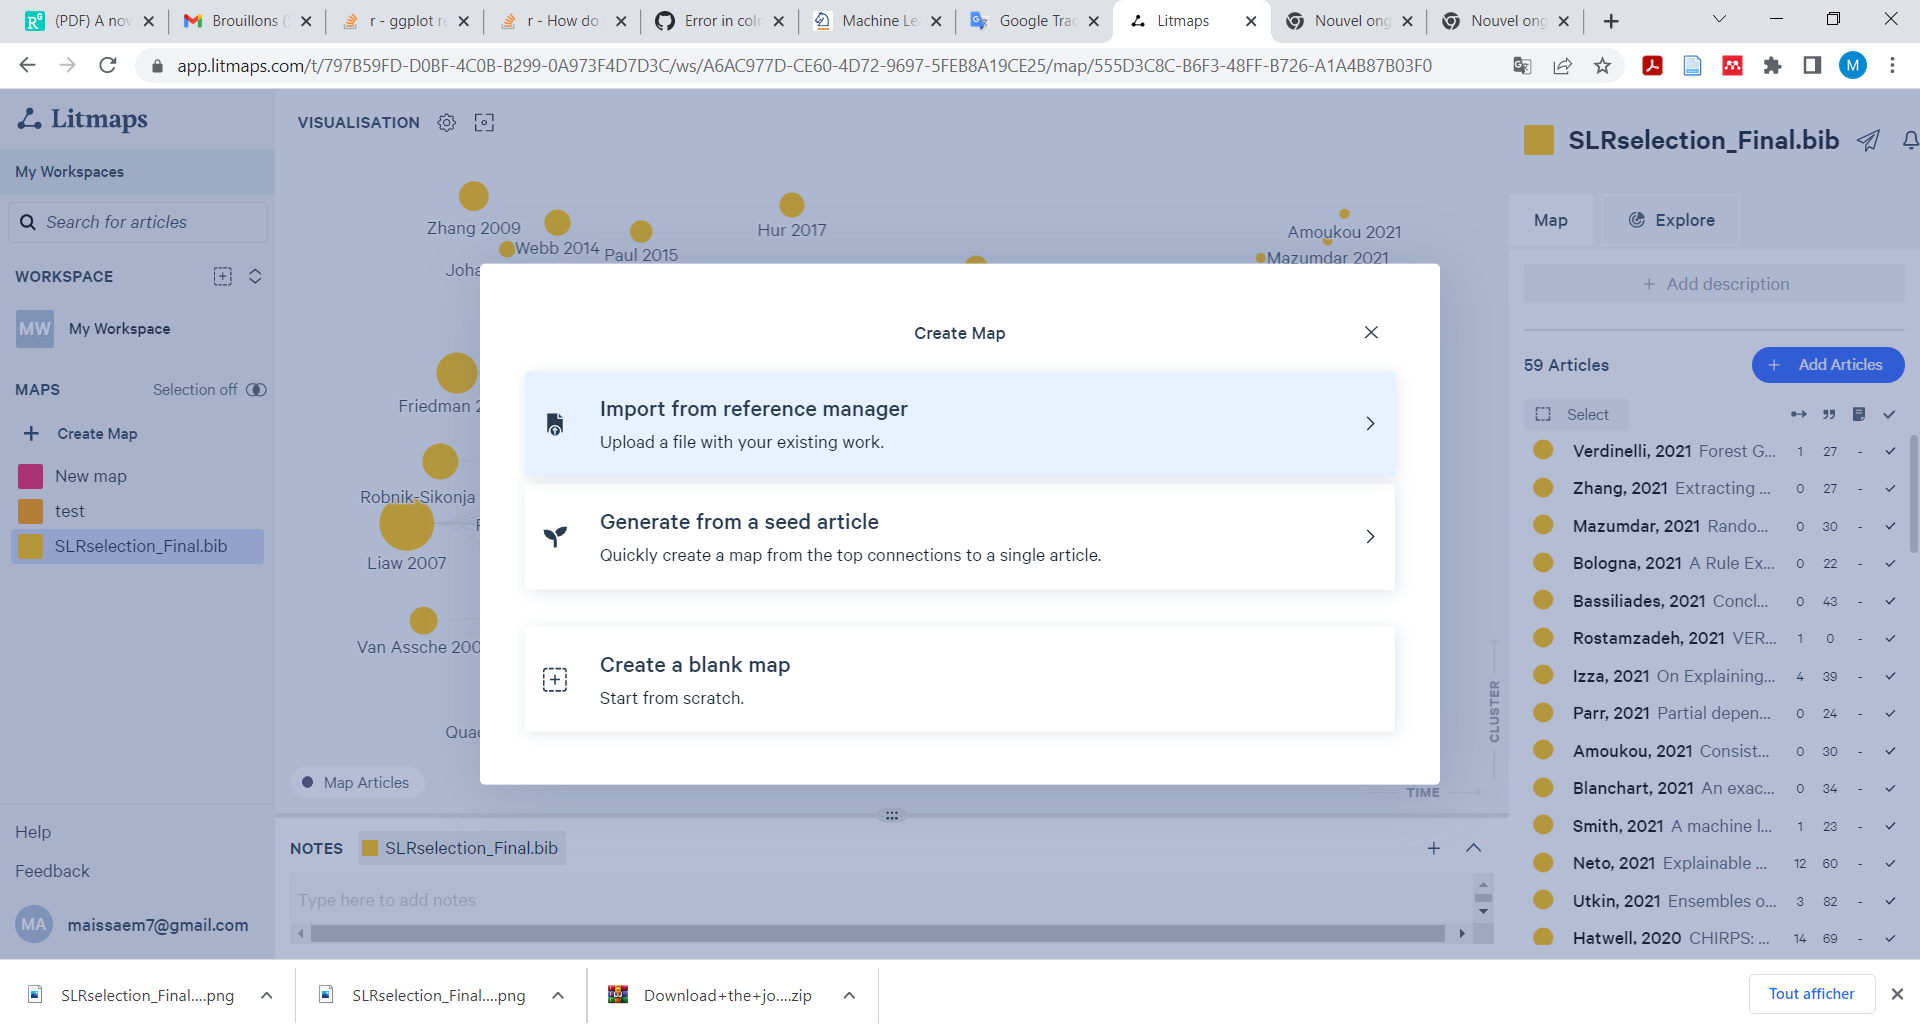 (PDF) A nov
Brouillons (
r - ggplot re
r - How do
Error in colr
Machine Le
Google Trad
Litmaps
Nouvel ong
Nouvel ong
app.litmaps.com/t/797B59FD-D0BF-4C0B-B299-0A973F4D7D3C/ws/A6AC977D-CE60-4D72-9697-5FEB8A19CE25/map/555D3C8C-B6F3-48FF-B726-A1A4B87B03F0
M
Litmaps
My Workspaces
Search for articles
WORKSPACE
MW My Workspace
MAPS Selection off
Create Map
New map
test
SLRselection_Final.bib
Help
Feedback
MA maissaem7@gmail.com
VISUALISATION
Zhang 2009
Webb 2014
Paul 2015
Joha
Hur 2017
Amoukou 2021
Mazumdar 2021
Friedman 2
Robnik-Sikonja
Liaw 2007
Van Assche 200
Quad
Map Articles
CLUSTER
TIME
Create Map
Import from reference manager
Upload a file with your existing work.
Generate from a seed article
Quickly create a map from the top connections to a single article.
Create a blank map
Start from scratch.
NOTES SLRselection_Final.bib
Type here to add notes
SLRselection_Final.bib
Map Explore
+ Add description
59 Articles + Add Articles
Select
Verdinelli, 2021 Forest G... 1 27 -
Zhang, 2021 Extracting ... 0 27 -
Mazumdar, 2021 Rando... 0 30 -
Bologna, 2021 A Rule Ex... 0 22 -
Bassiliades, 2021 Concl... 0 43 -
Rostamzadeh, 2021 VER... 1 0 -
Izza, 2021 On Explaining... 4 39 -
Parr, 2021 Partial depen... 0 24 -
Amoukou, 2021 Consist... 0 30 -
Blanchart, 2021 An exac... 0 34 -
Smith, 2021 A machine l... 1 23 -
Neto, 2021 Explainable ... 12 60 -
Utkin, 2021 Ensembles o... 3 82 -
Hatwell, 2020 CHIRPS: ... 14 69 -
SLRselection_Final....png
SLRselection_Final....png
Download+the+jo....zip
Tout afficher